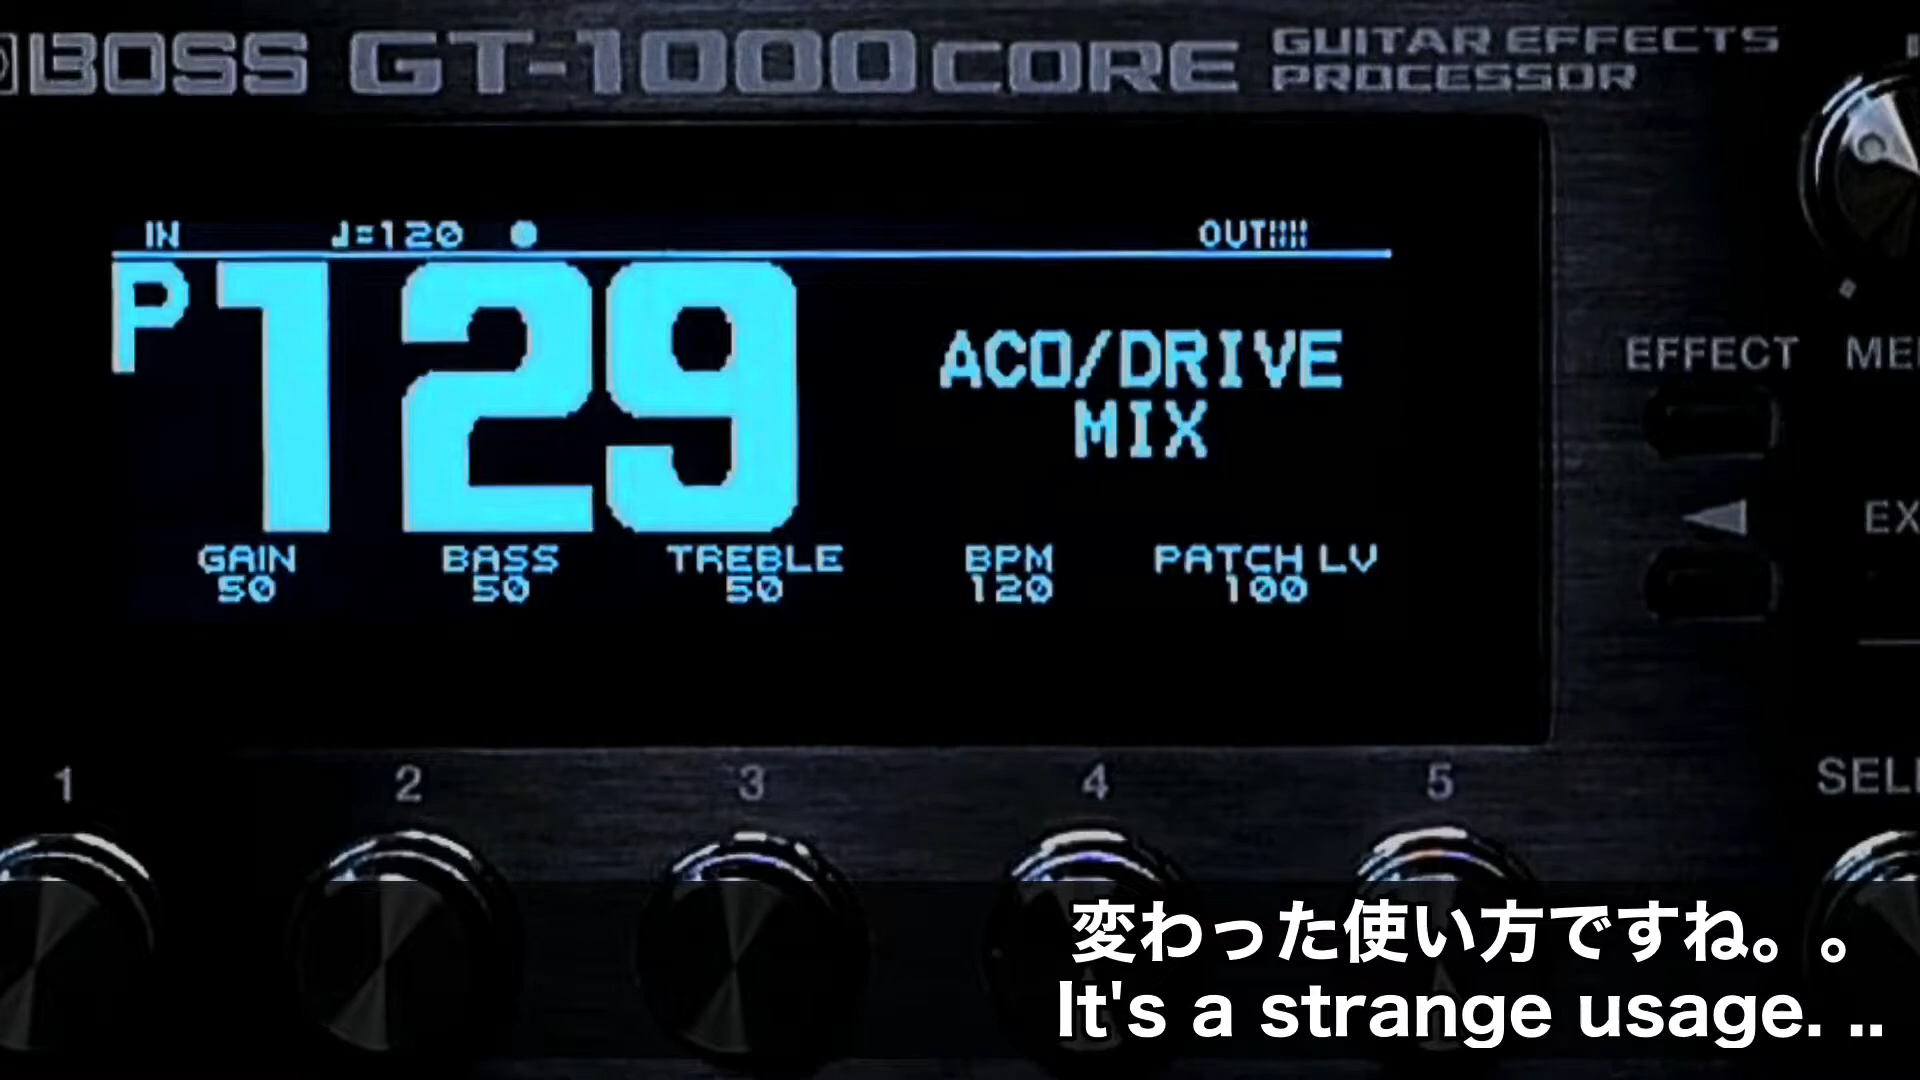 BOSS GT-1000CORE GUITAR EFFECTS
PROCESSOR
IN ♩=120 OUT
P129
ACO/DRIVE
MIX
GAIN BASS TREBLE BPM PATCH LV
50 50 50 120 100
EFFECT
1 2 3 4 5
変わった使い方ですね。。
It's a strange usage. ..